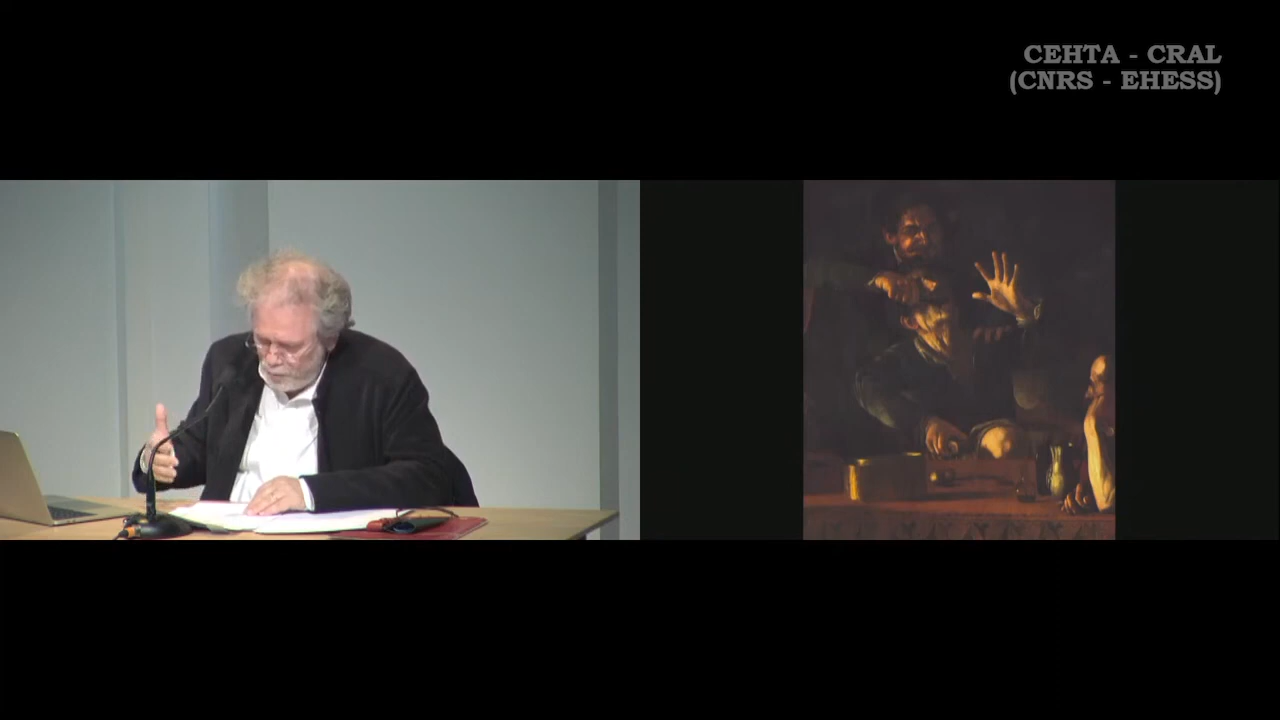 CEHTA - CRAL
(CNRS - EHESS)